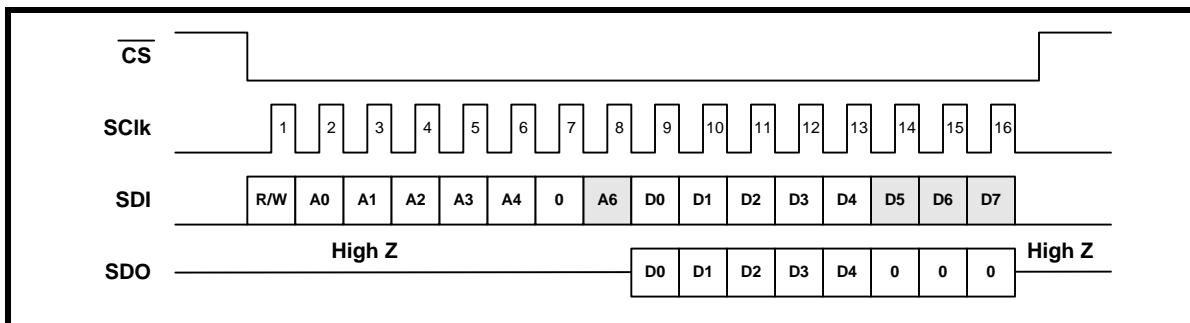 CS
SClk 1 2 3 4 5 6 7 8 9 10 11 12 13 14 15 16
SDI R/W A0 A1 A2 A3 A4 0 A6 D0 D1 D2 D3 D4 D5 D6 D7
High Z High Z
SDO D0 D1 D2 D3 D4 0 0 0